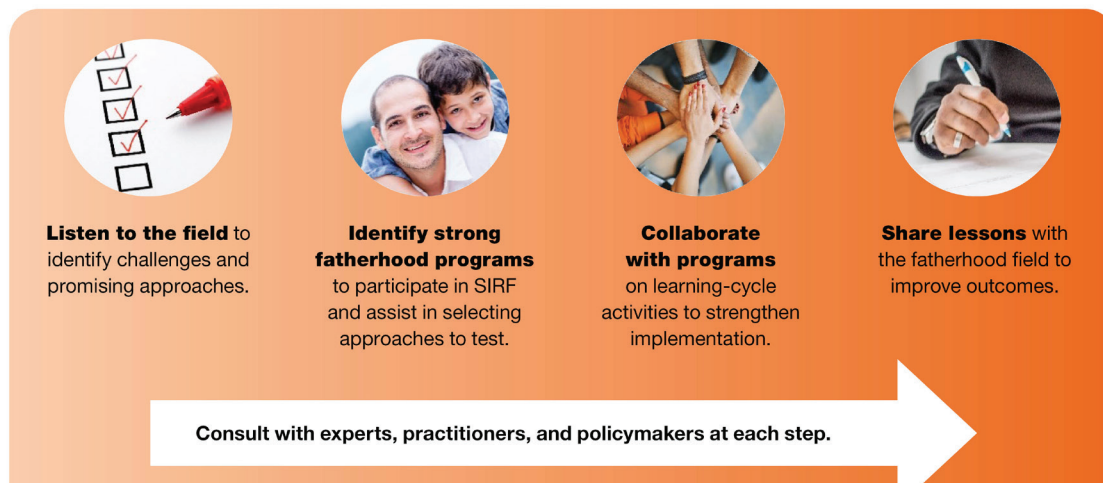 Listen to the field to
identify challenges and
promising approaches.
Identify strong
fatherhood programs
to participate in SIRF
and assist in selecting
approaches to test.
Collaborate
with programs
on learning-cycle
activities to strengthen
implementation.
Share lessons with
the fatherhood field to
improve outcomes.
Consult with experts, practitioners, and policymakers at each step.